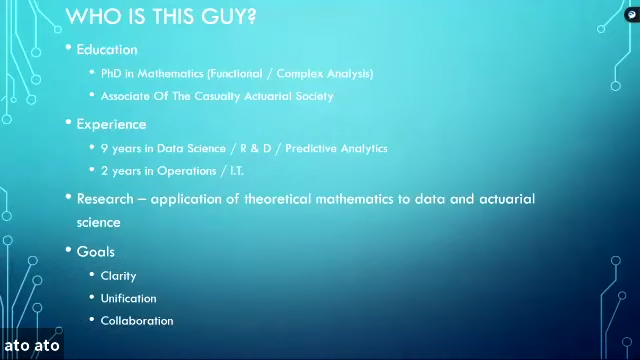 WHO IS THIS GUY?
• Education
• PhD in Mathematics (Functional / Complex Analysis)
• Associate Of The Casualty Actuarial Society
• Experience
• 9 years in Data Science / R & D / Predictive Analytics
• 2 years in Operations / I.T.
• Research – application of theoretical mathematics to data and actuarial
science
• Goals
• Clarity
• Unification
• Collaboration
ato ato